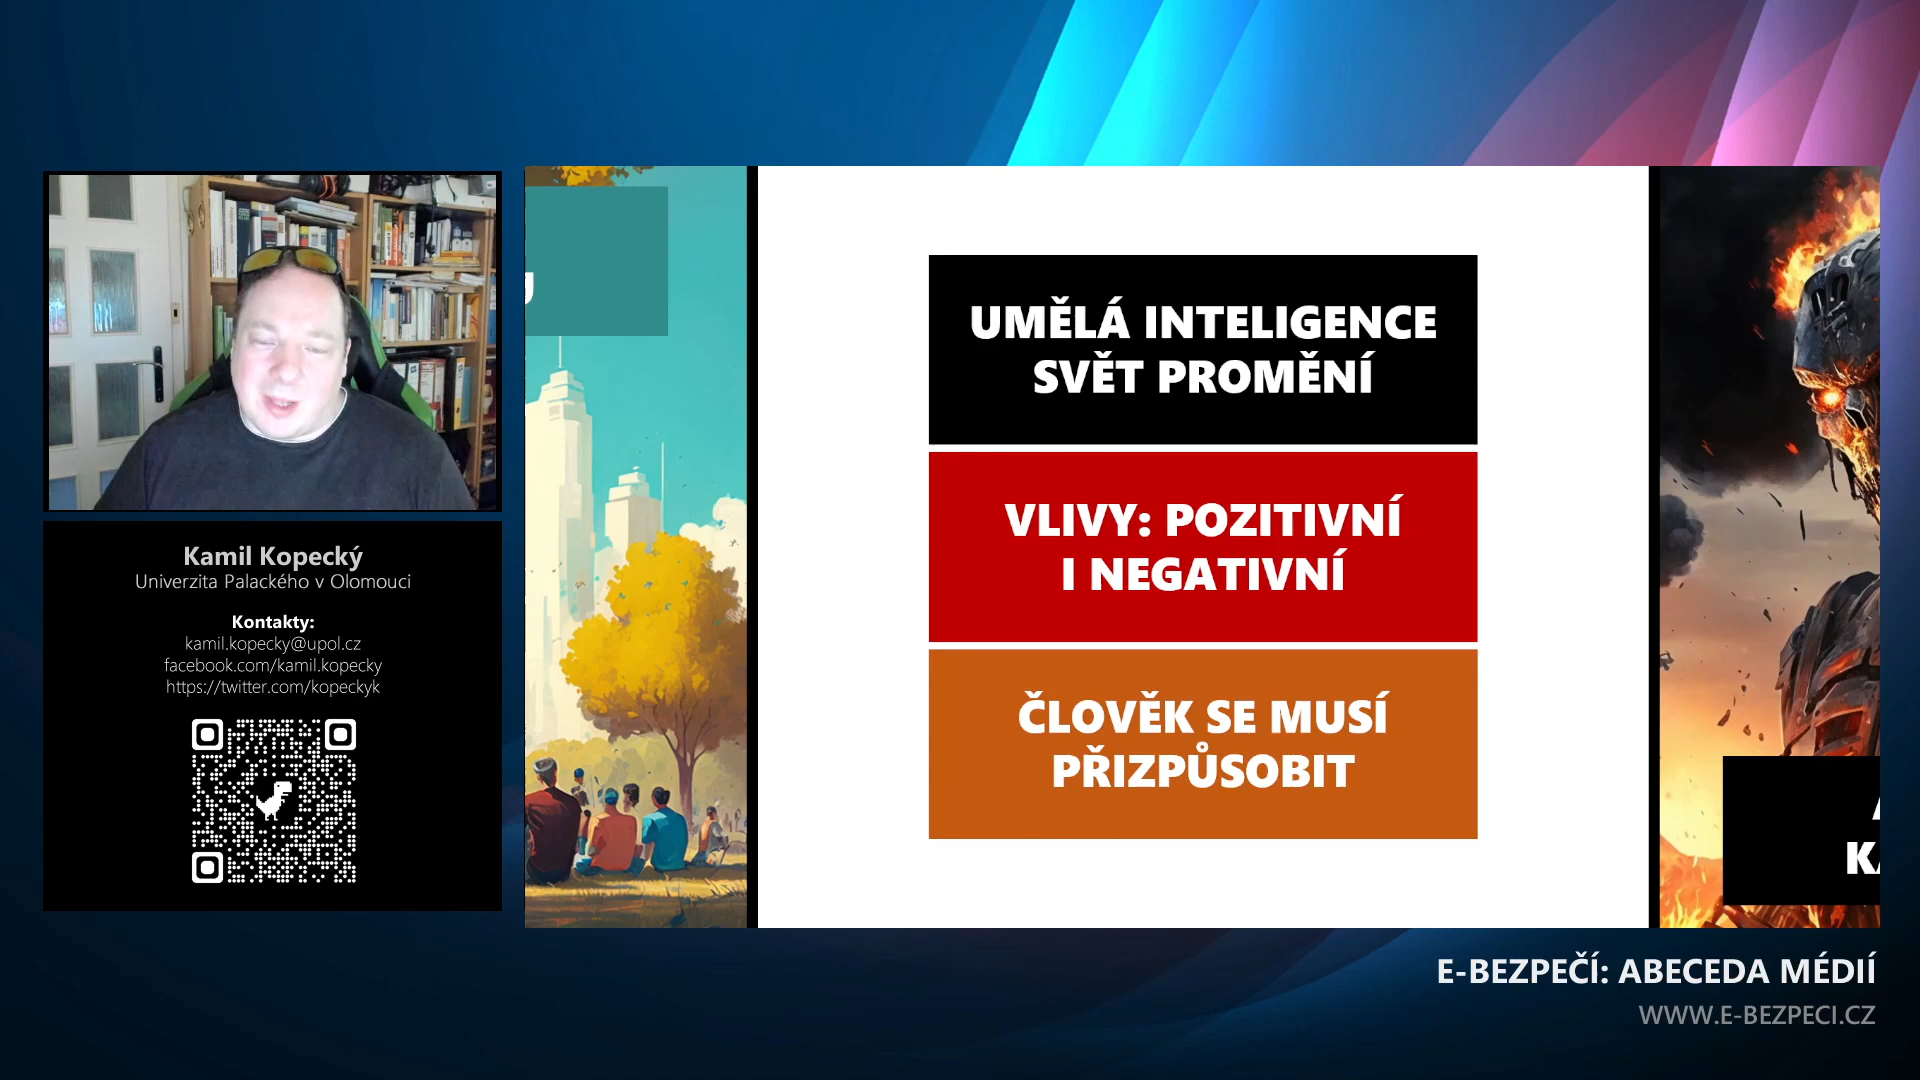 Kamil Kopecký
Univerzita Palackého v Olomouci
Kontakty:
kamil.kopecky@upol.cz
facebook.com/kamil.kopecky
https://twitter.com/kopeckyk
UMĚLÁ INTELIGENCE
SVĚT PROMĚNÍ
VLIVY: POZITIVNÍ
I NEGATIVNÍ
ČLOVĚK SE MUSÍ
PŘIZPŮSOBIT
E-BEZPEČÍ: ABECEDA MÉDIÍ
WWW.E-BEZPECI.CZ